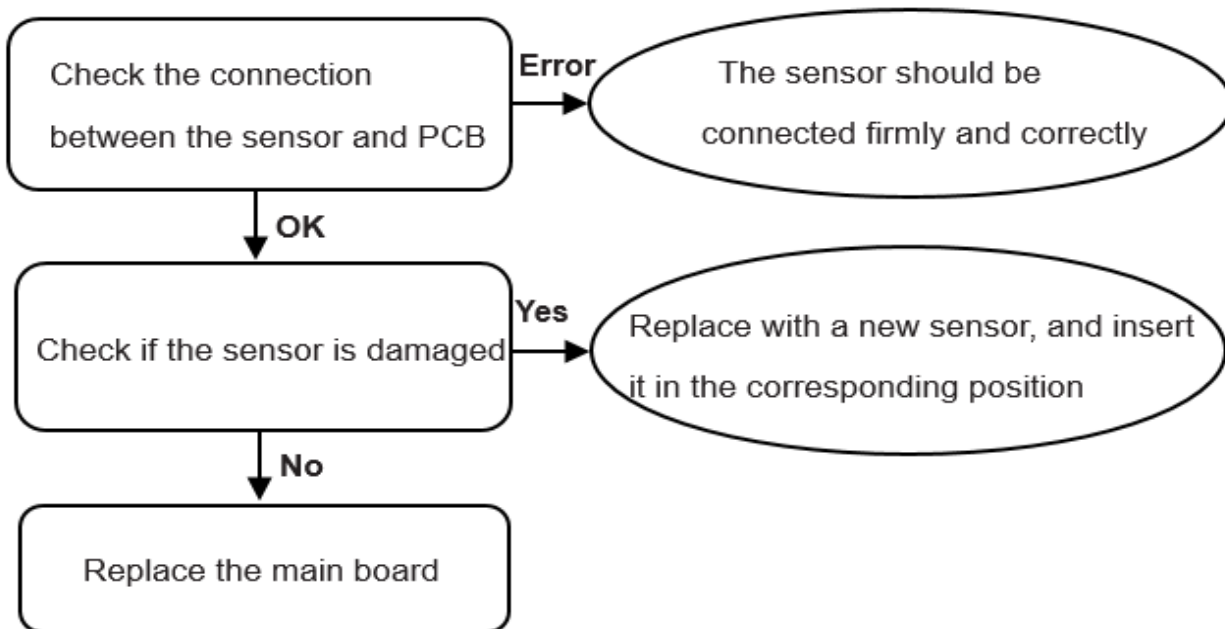 Check the connection
between the sensor and PCB
Error
The sensor should be
connected firmly and correctly
OK
Check if the sensor is damaged
Yes
Replace with a new sensor, and insert
it in the corresponding position
No
Replace the main board